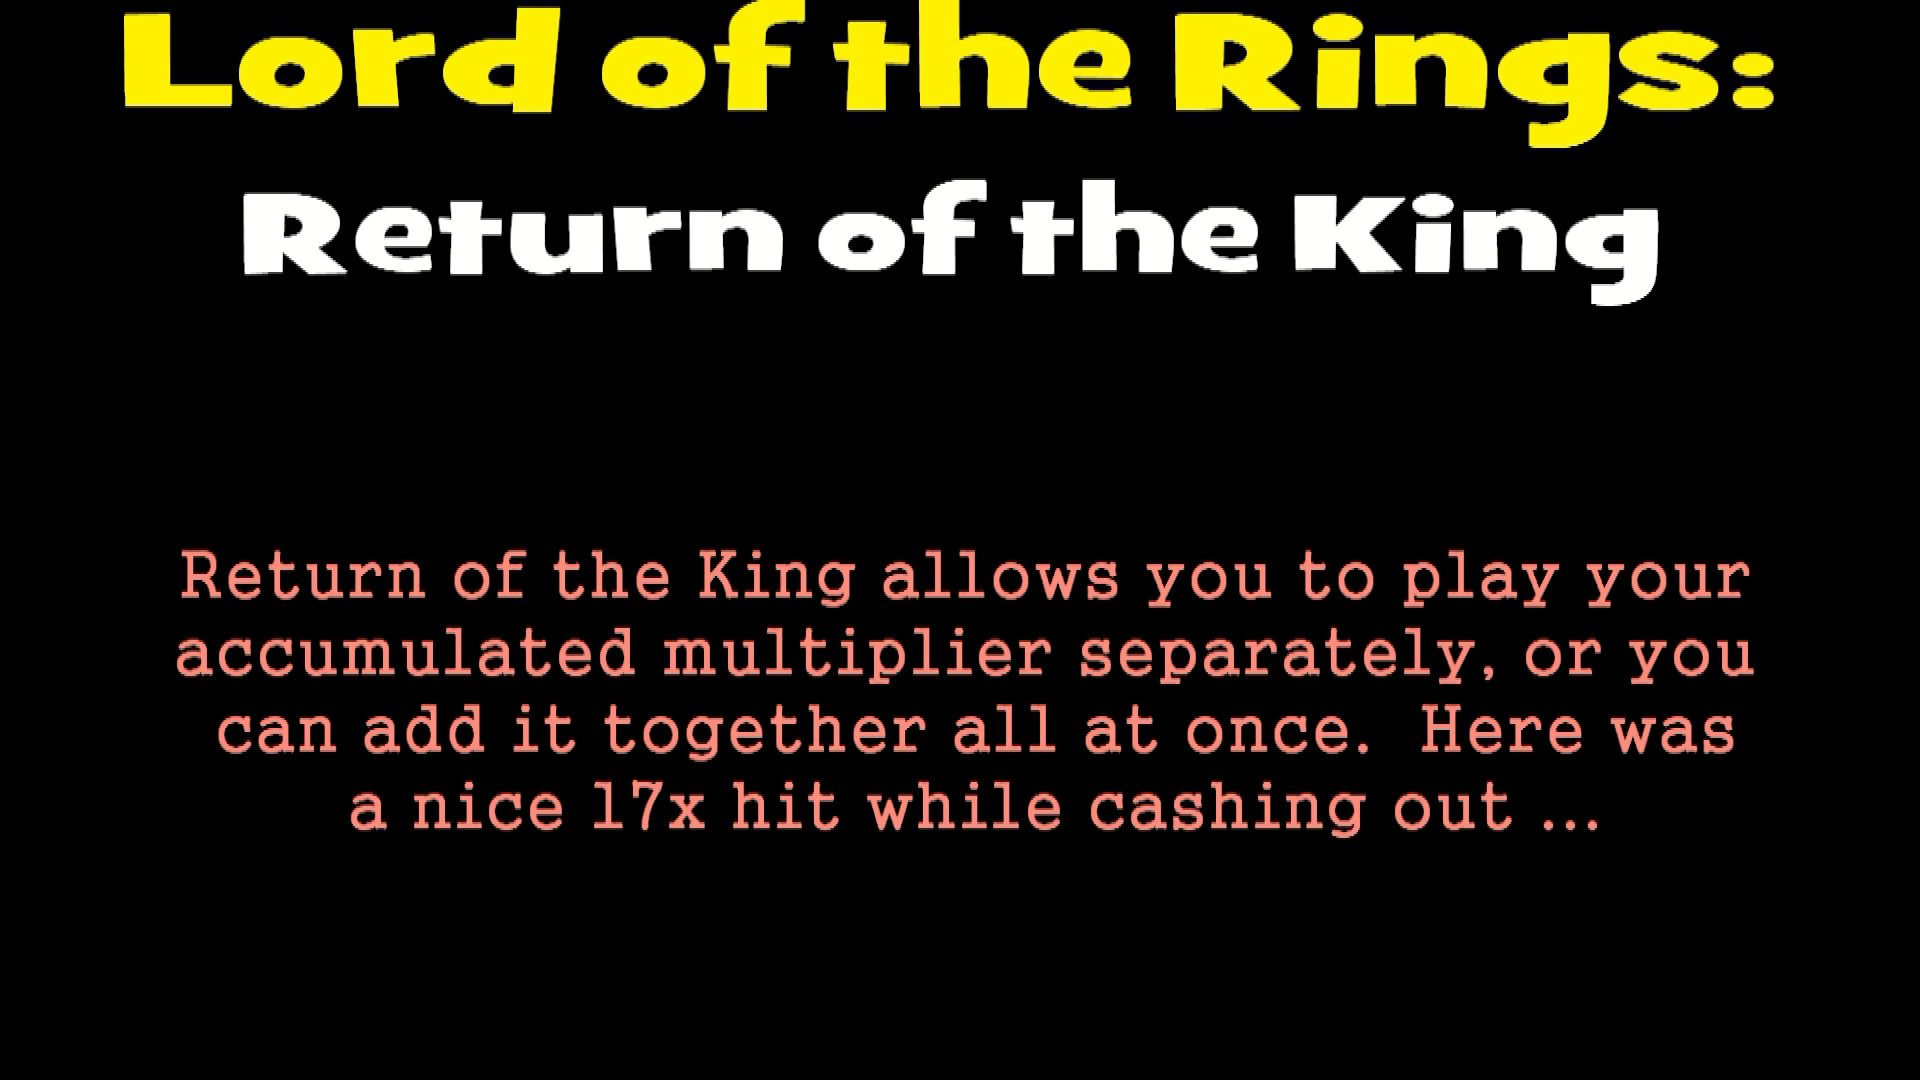 Lord of the Rings:
Return of the King
Return of the King allows you to play your
accumulated multiplier separately, or you
can add it together all at once.  Here was
a nice 17x hit while cashing out ...